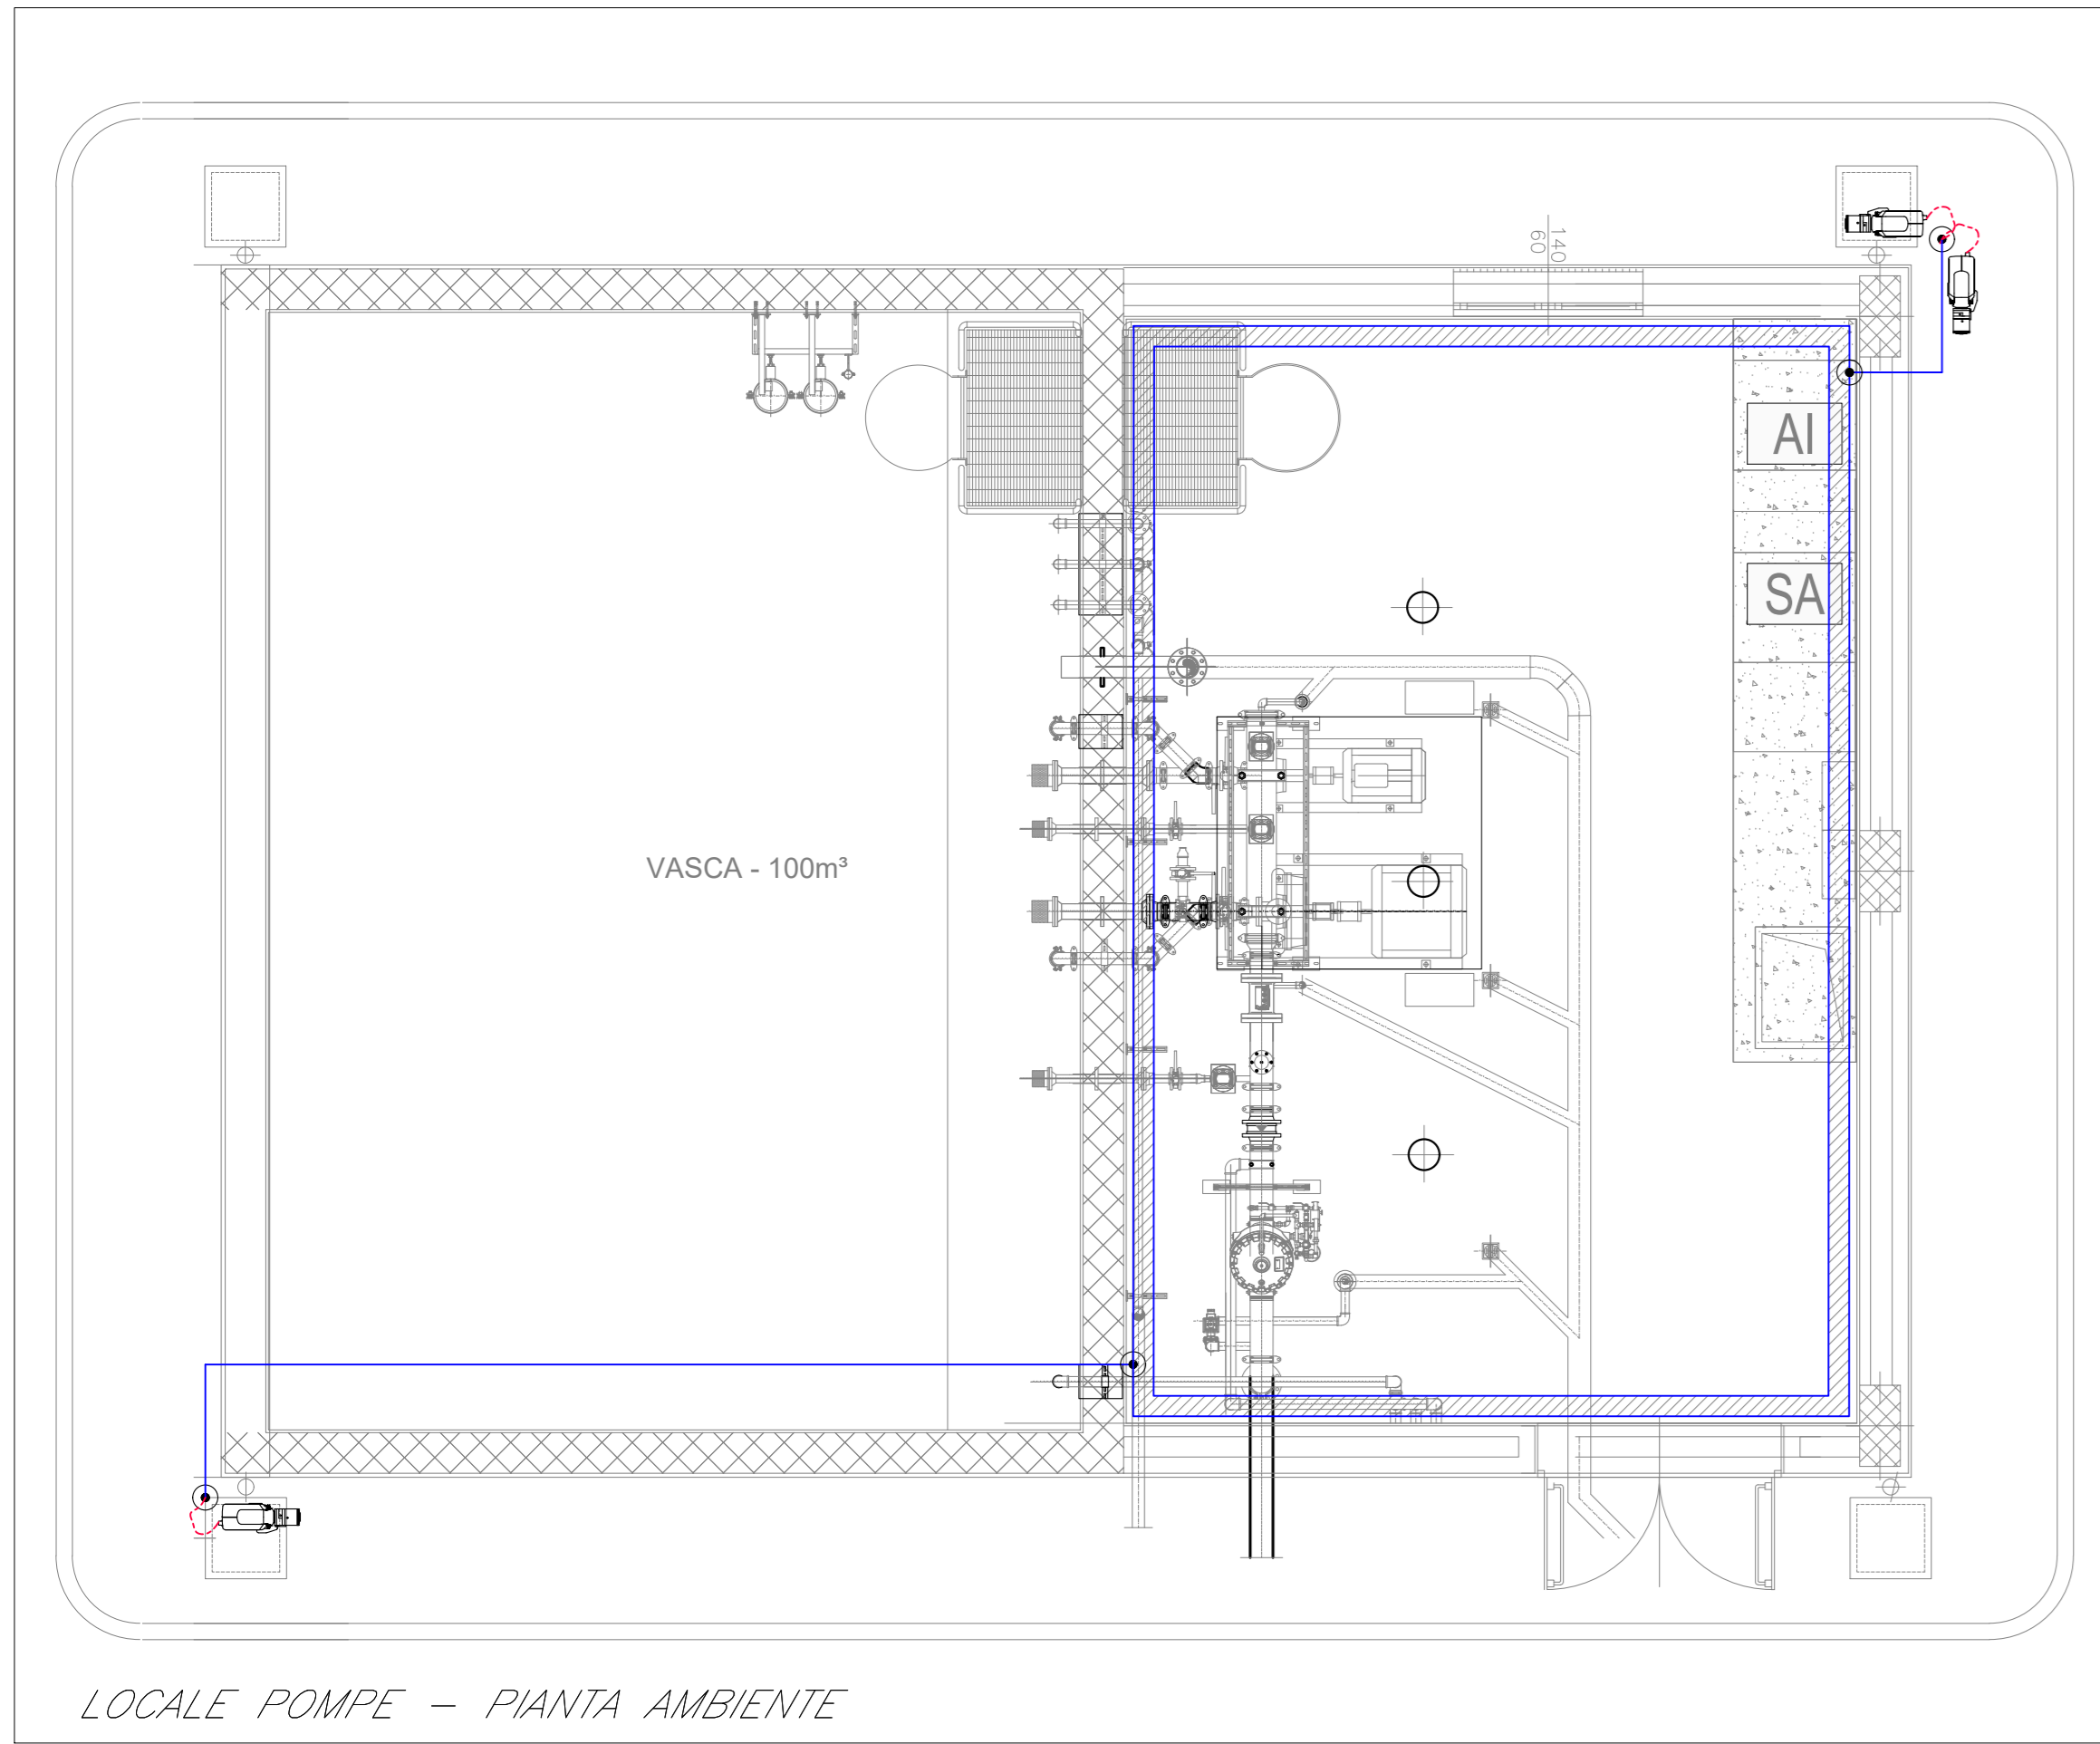 140
60
AI
SA
VASCA - 100m³
LOCALE POMPE – PIANTA AMBIENTE